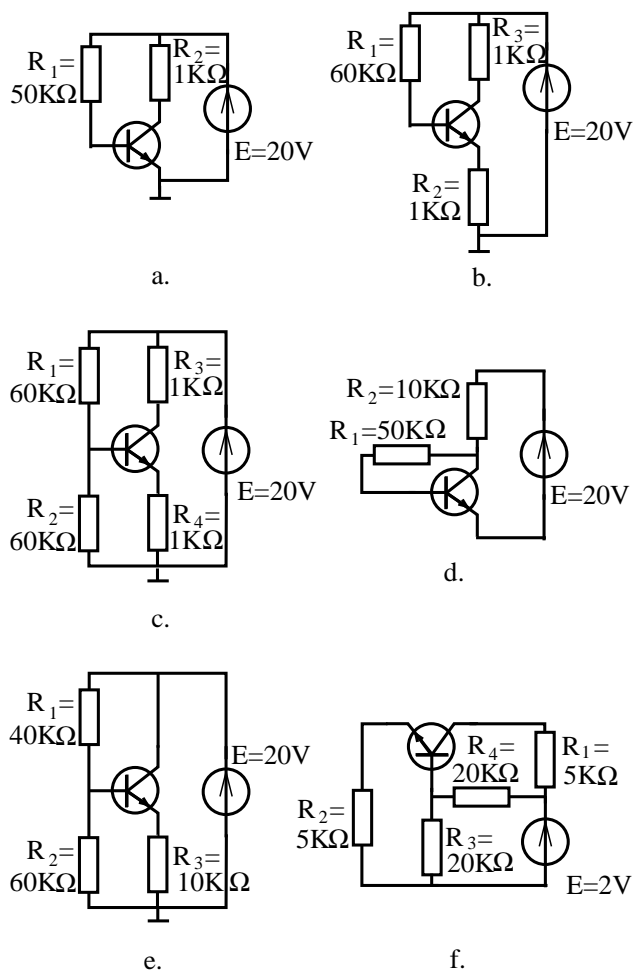 R1=
50KΩ
R2=
1KΩ
E=20V
a.
R1=
60KΩ
R3=
1KΩ
E=20V
R2=
1KΩ
b.
R1=
60KΩ
R3=
1KΩ
E=20V
R2=
60KΩ
R4=
1KΩ
c.
R2=10KΩ
R1=50KΩ
E=20V
d.
R1=
40KΩ
E=20V
R2=
60KΩ
R3=
10KΩ
e.
R4=
20KΩ
R1=
5KΩ
R2=
5KΩ
R3=
20KΩ
E=2V
f.